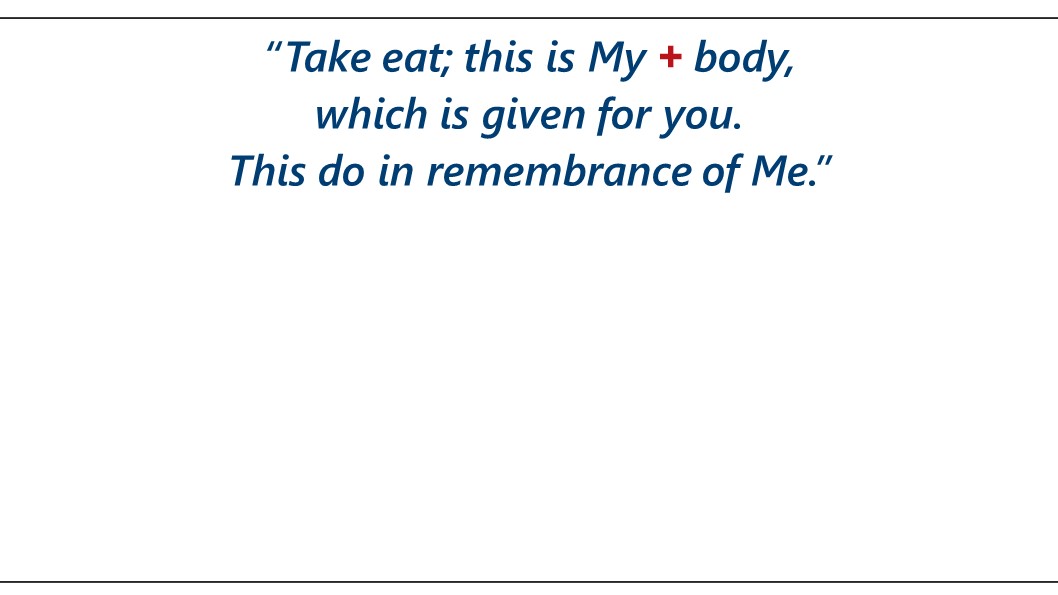 “Take eat; this is My + body,
which is given for you.
This do in remembrance of Me.”